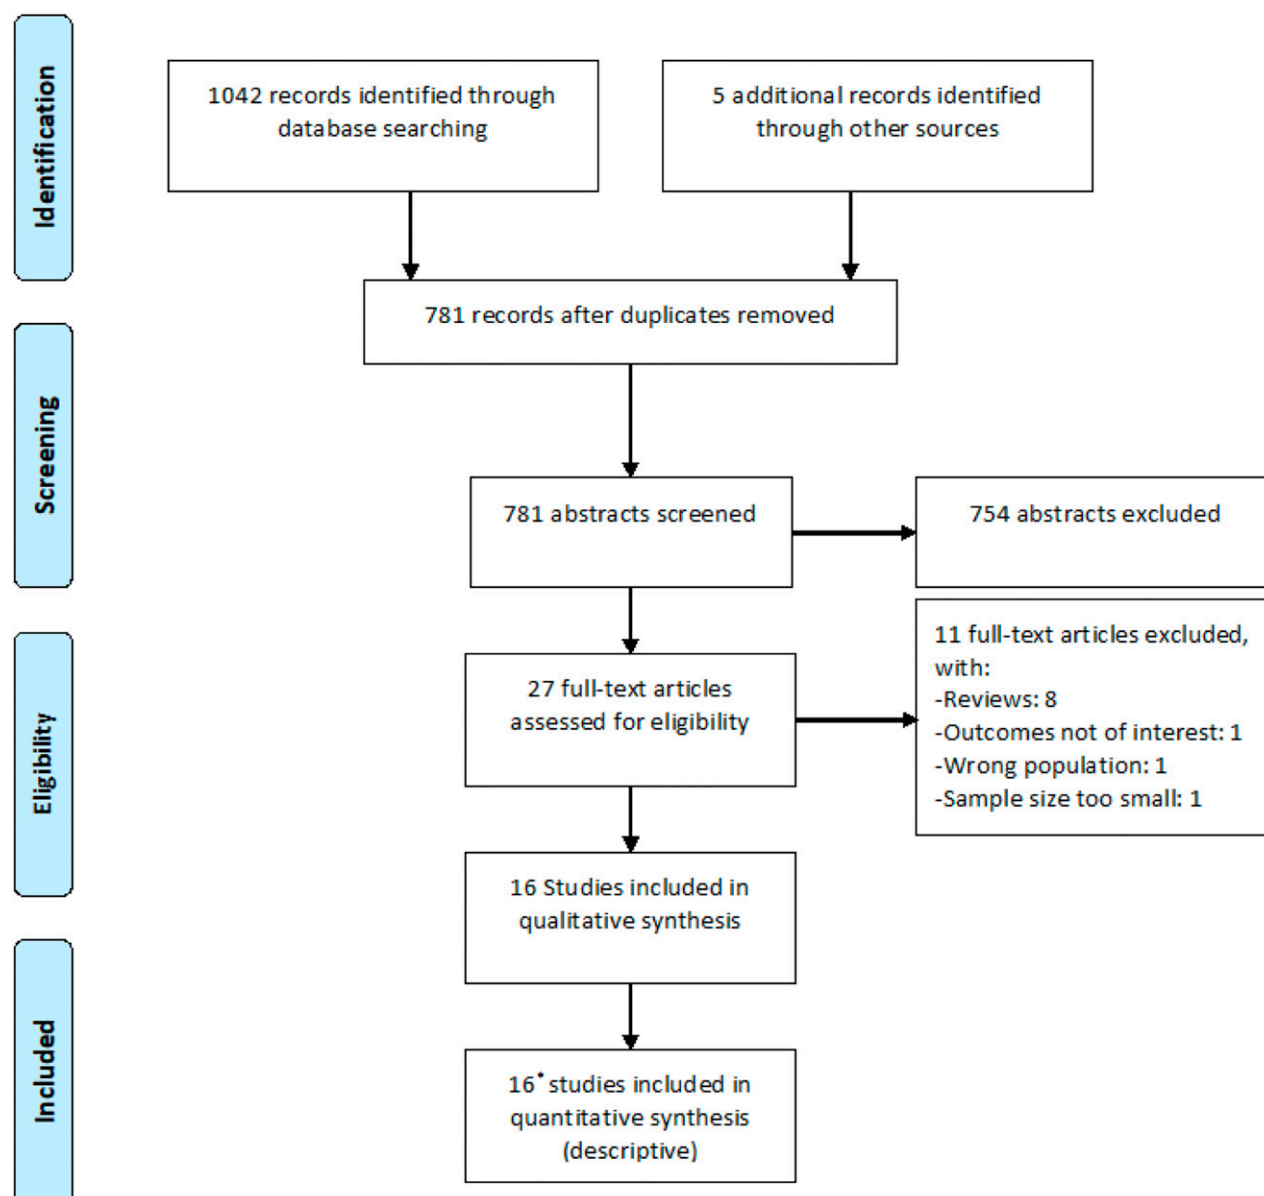 Identification
1042 records identified through
database searching
5 additional records identified
through other sources
781 records after duplicates removed
Screening
781 abstracts screened
754 abstracts excluded
Eligibility
27 full-text articles
assessed for eligibility
11 full-text articles excluded,
with:
-Reviews: 8
-Outcomes not of interest: 1
-Wrong population: 1
-Sample size too small: 1
16 Studies included in
qualitative synthesis
Included
16* studies included in
quantitative synthesis
(descriptive)